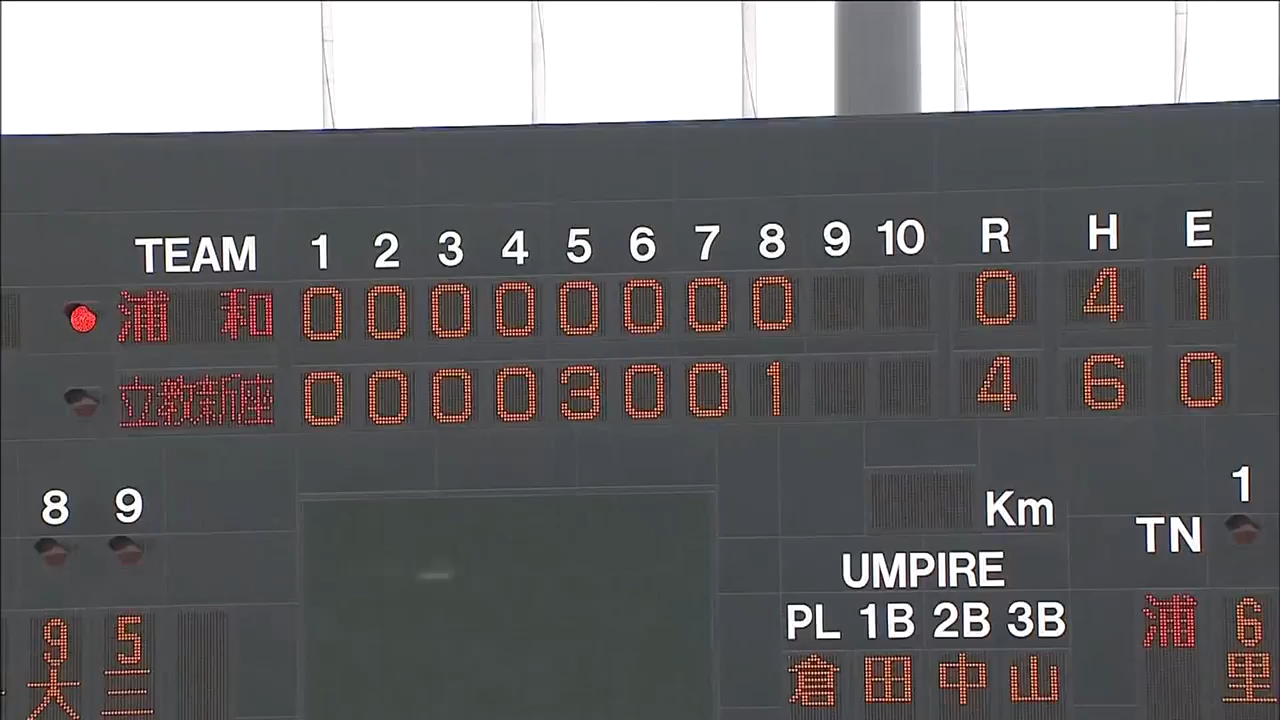 TEAM 1 2 3 4 5 6 7 8 9 10 R H E
浦和 0 0 0 0 0 0 0 0 0 4 1
立教新座 0 0 0 0 3 0 0 1 4 6 0
8 9
Km
1
TN
UMPIRE
PL 1B 2B 3B
9 5
浦 6
大 三
倉 田 中 山
里